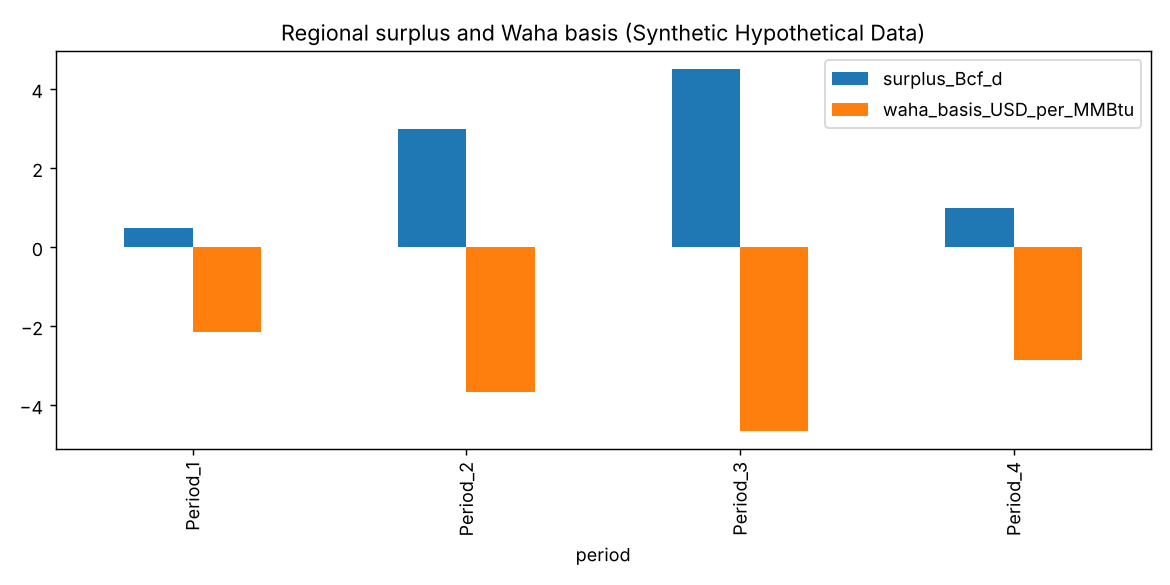 Regional surplus and Waha basis (Synthetic Hypothetical Data)
surplus_Bcf_d
waha_basis_USD_per_MMBtu
4
2
0
−2
−4
Period_1
Period_2
Period_3
Period_4
period